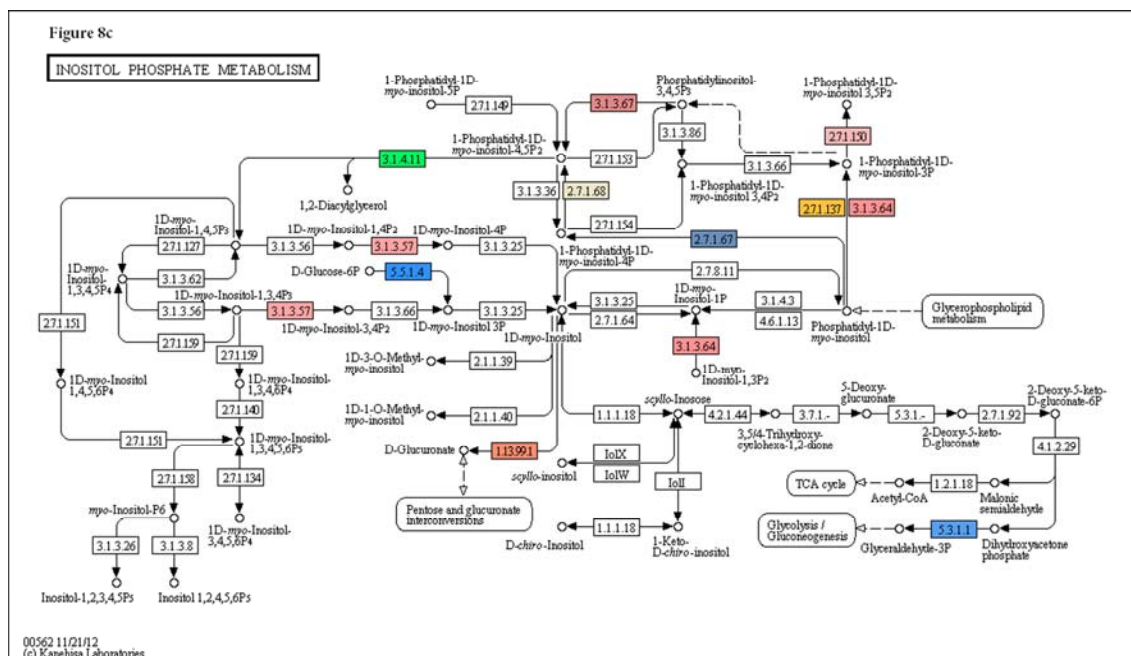 Figure 8c
INOSITOL PHOSPHATE METABOLISM
1-Phosphatidyl-1D-
myo-inositol-5P
2.7.1.149
Phosphatidylinositol-
3,4,5P3
3.1.3.67
1-Phosphatidyl-1D-
myo-inositol 3,5P2
2.7.1.150
3.1.3.86
1-Phosphatidyl-1D-
myo-inositol-4,5P2
2.7.1.153
3.1.3.66
1-Phosphatidyl-1D-
myo-inositol-3P
3.1.4.11
1,2-Diacylglycerol
3.1.3.36
2.7.1.68
1-Phosphatidyl-1D-
myo-inositol 3,4P2
2.7.1.137
3.1.3.64
2.7.1.154
1-Phosphatidyl-1D-
myo-inositol-4P
2.7.1.67
1D-myo-
Inositol-1,4,5P3
2.7.1.127
3.1.3.56
1D-myo-Inositol-1,4P2
3.1.3.57
1D-myo-Inositol-4P
3.1.3.25
3.1.3.62
D-Glucose-6P
5.5.1.4
2.7.8.11
1D-myo-
Inositol-1,3,4,5P4
1D-myo-Inositol-1,3,4P3
3.1.3.56
3.1.3.57
1D-myo-Inositol-3,4P2
3.1.3.66
1D-myo-Inositol 3P
3.1.3.25
1D-myo-Inositol
3.1.3.25
2.7.1.64
1D-myo-
Inositol-1P
3.1.4.3
4.6.1.13
Phosphatidyl-1D-
myo-inositol
Glycerophospholipid
metabolism
2.7.1.151
2.7.1.159
2.7.1.159
3.1.3.64
1D-myo-
Inositol-1,3P2
1D-3-O-Methyl-
myo-inositol
2.1.1.39
1D-myo-Inositol
1,4,5,6P4
1D-myo-Inositol
1,3,4,6P4
2.7.1.140
1D-1-O-Methyl-
myo-inositol
2.1.1.40
2.7.1.151
1D-myo-Inositol-
1,3,4,5,6P5
D-Glucuronate
1.13.99.1
Pentose and glucuronate
interconversions
1.1.1.18
scyllo-Inosose
4.2.1.44
3,5/4-Trihydroxy-
cyclohexa-1,2-dione
3.7.1.-
5-Deoxy-
glucuronate
5.3.1.-
2-Deoxy-5-keto-
D-gluconate
2.7.1.92
2-Deoxy-5-keto-
D-gluconate-6P
4.1.2.29
IolX
IolW
scyllo-inositol
IolI
1.1.1.18
D-chiro-Inositol
1-Keto-
D-chiro-inositol
TCA cycle
Acetyl-CoA
1.2.1.18
Malonic
semialdehyde
Glycolysis /
Gluconeogenesis
Glyceraldehyde-3P
5.3.1.1
Dihydroxyacetone
phosphate
2.7.1.158
2.7.1.134
myo-Inositol-P6
1D-myo-Inositol-
3,4,5,6P4
3.1.3.26
3.1.3.8
Inositol-1,2,3,4,5P5
Inositol 1,2,4,5,6P5
00562 11/21/12
(c) Kanehisa Laboratories